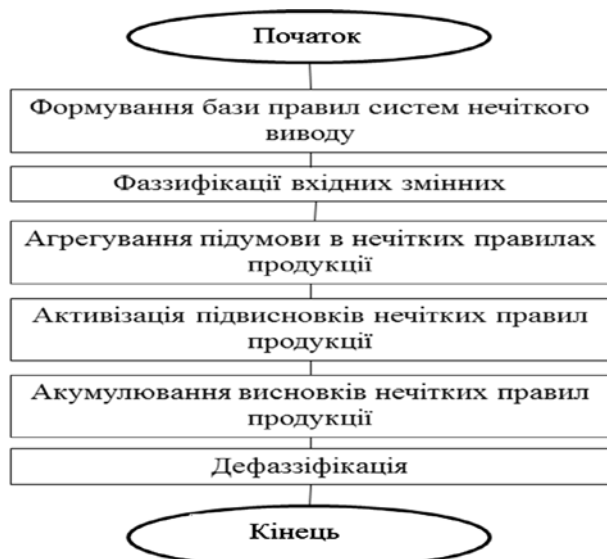 Початок
Формування бази правил систем нечіткого
виводу
Фаззифікації вхідних змінних
Агрегування підумови в нечітких правилах
продукції
Активізація підвисновків нечітких правил
продукції
Акумулювання висновків нечітких правил
продукції
Дефаззіфікація
Кінець